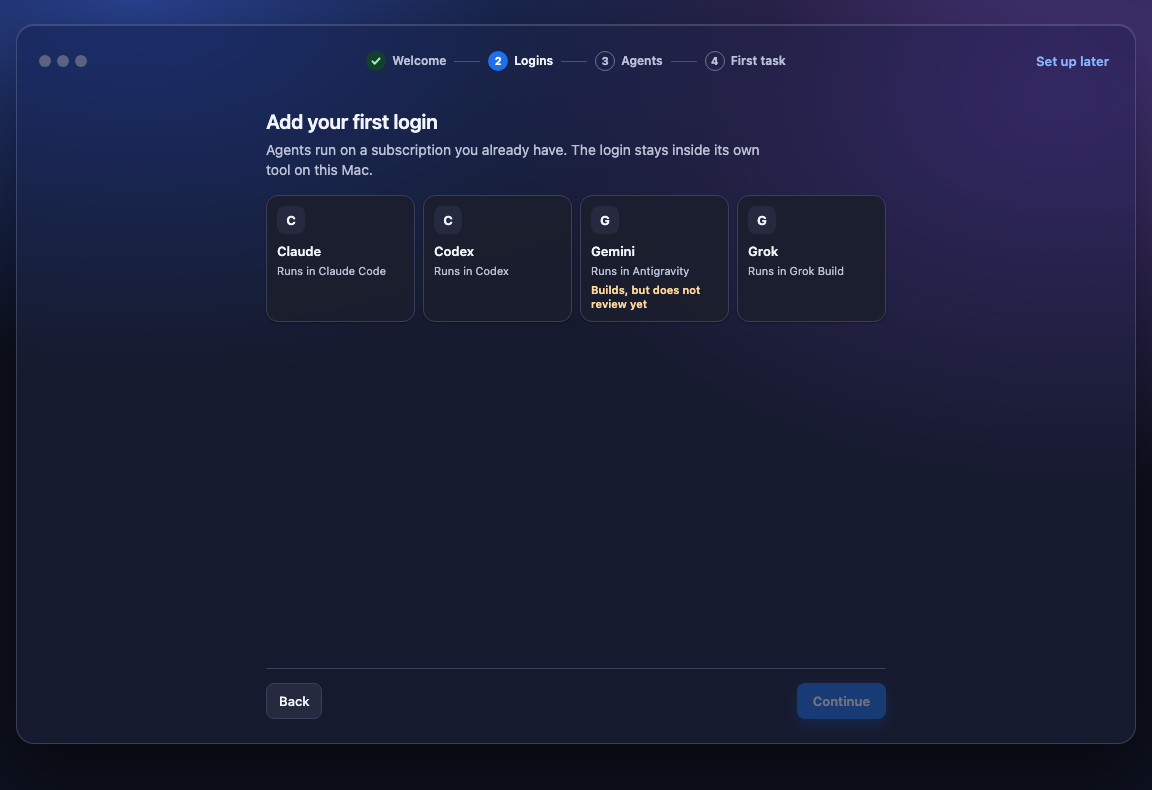 Welcome
2 Logins
3 Agents
4 First task
Set up later
Add your first login
Agents run on a subscription you already have. The login stays inside its own
tool on this Mac.
C
Claude
Runs in Claude Code
C
Codex
Runs in Codex
G
Gemini
Runs in Antigravity
Builds, but does not
review yet
G
Grok
Runs in Grok Build
Back
Continue